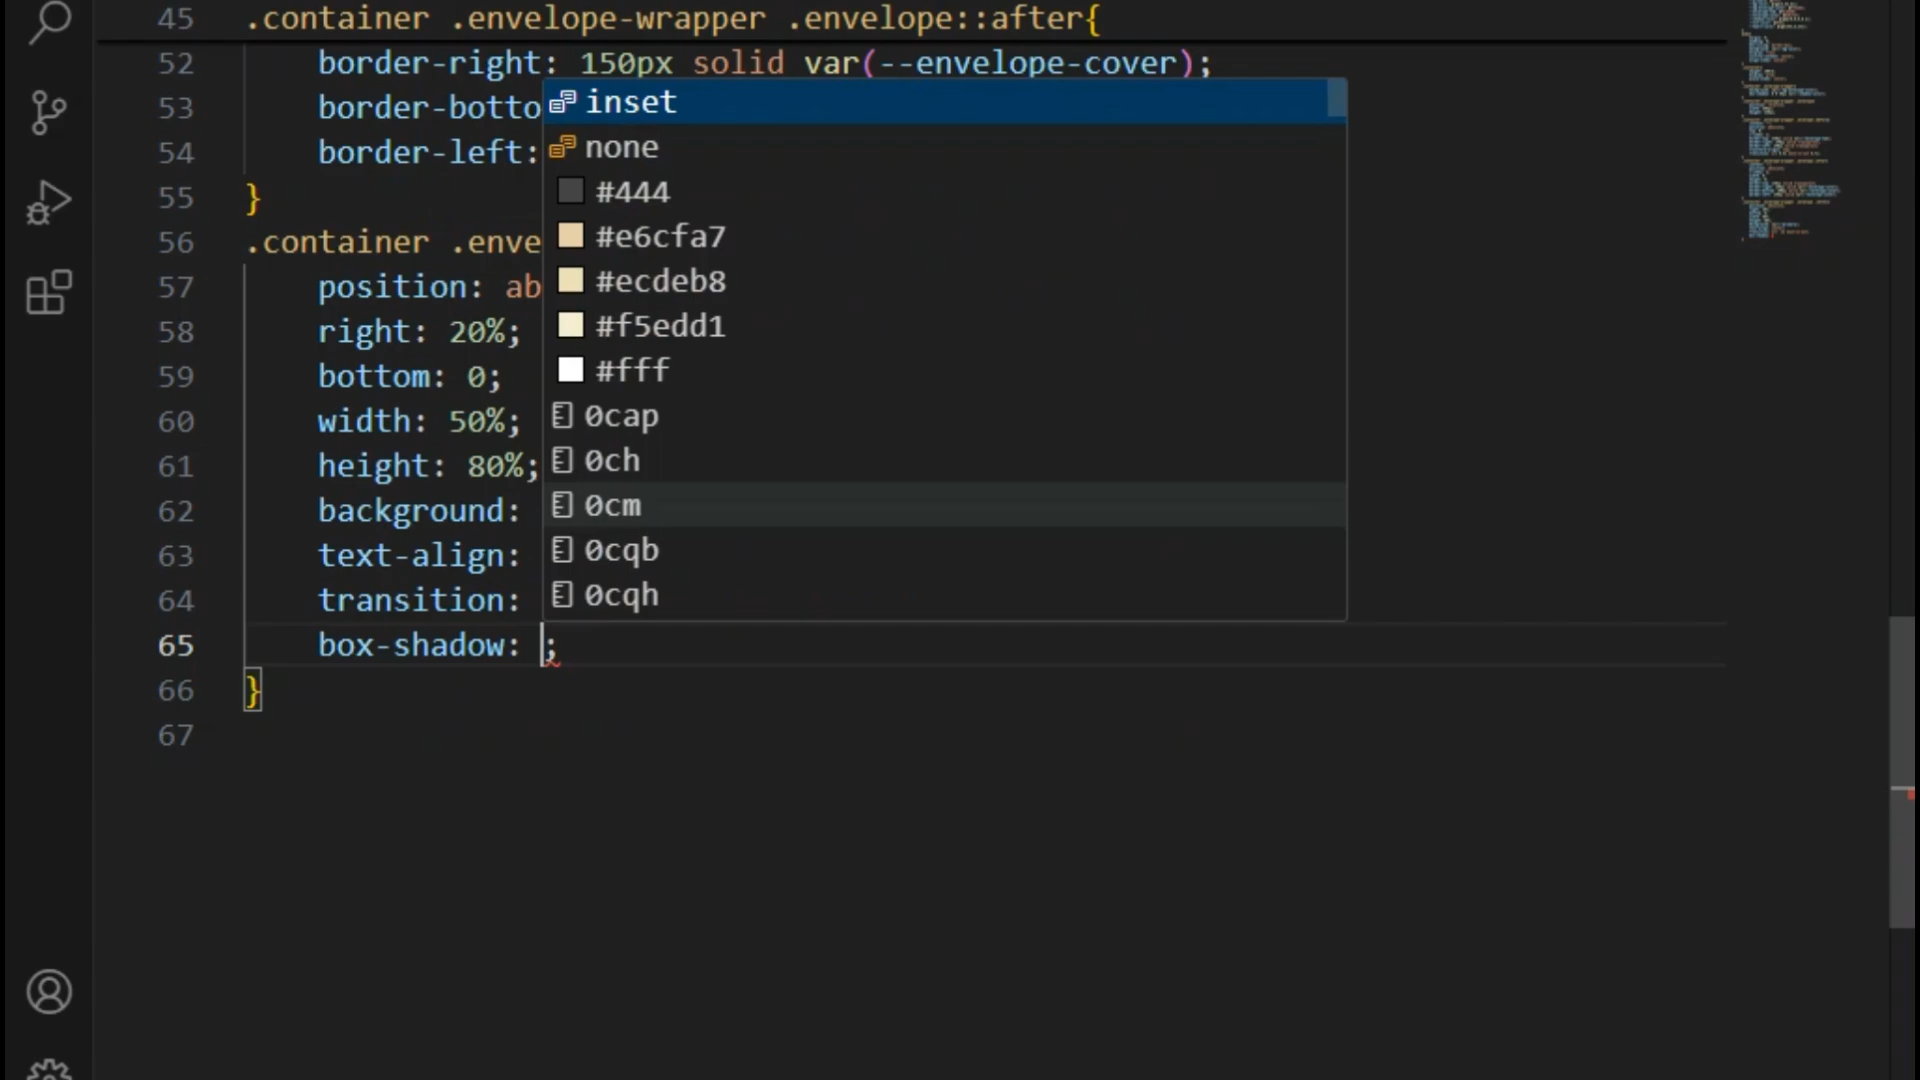 45 .container .envelope-wrapper .envelope::after{
52 border-right: 150px solid var(--envelope-cover);
53 border-botto
54 border-left:
55 }
56 .container .enve
57 position: ab
58 right: 20%;
59 bottom: 0;
60 width: 50%;
61 height: 80%;
62 background:
63 text-align:
64 transition:
65 box-shadow: ;
66 }
67
inset
none
#444
#e6cfa7
#ecdeb8
#f5edd1
#fff
0cap
0ch
0cm
0cqb
0cqh